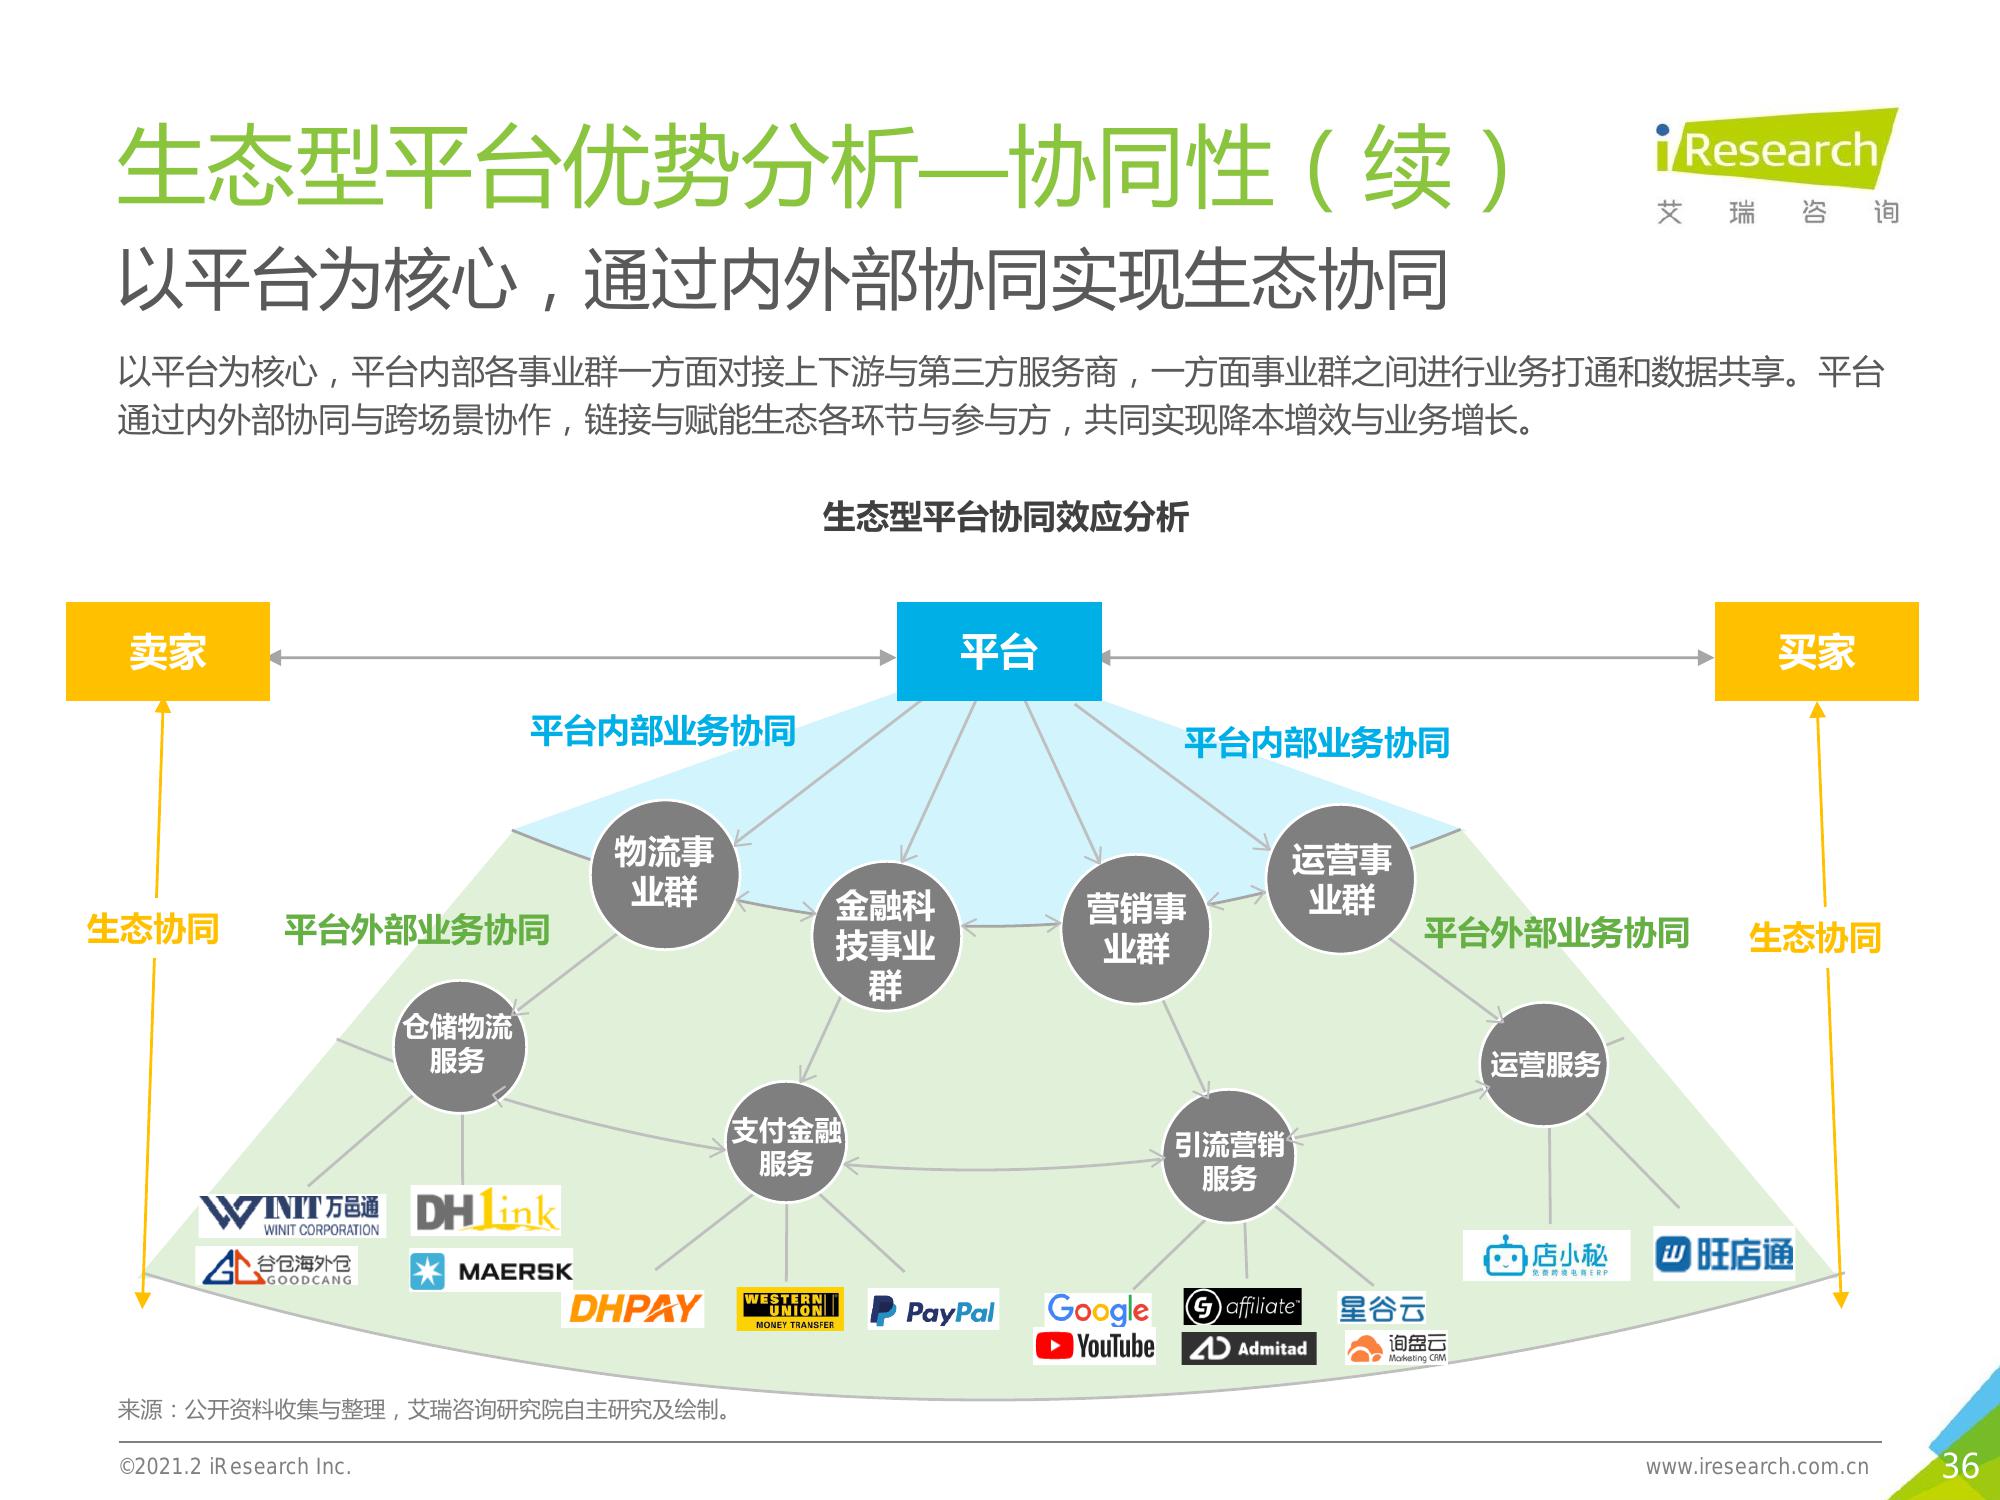 生态型平台优势分析—协同性（续）
iResearch
艾瑞咨询
以平台为核心，通过内外部协同实现生态协同
以平台为核心，平台内部各事业群一方面对接上下游与第三方服务商，一方面事业群之间进行业务打通和数据共享。平台
通过内外部协同与跨场景协作，链接与赋能生态各环节与参与方，共同实现降本增效与业务增长。
生态型平台协同效应分析
卖家
平台
买家
平台内部业务协同
平台内部业务协同
物流事
业群
金融科
技事业
群
营销事
业群
运营事
业群
生态协同
平台外部业务协同
平台外部业务协同
生态协同
仓储物流
服务
支付金融
服务
引流营销
服务
运营服务
WINIT万邑通
WINIT CORPORATION
DHLink
谷仓海外仓
GOODCANG
MAERSK
DHPAY
WESTERN
UNION
MONEY TRANSFER
PayPal
Google
affiliate™
星谷云
YouTube
Admitad
询盘云
Marketing CRM
店小秘
免费跨境电商ERP
旺店通
来源：公开资料收集与整理，艾瑞咨询研究院自主研究及绘制。
©2021.2 iResearch Inc.
www.iresearch.com.cn
36